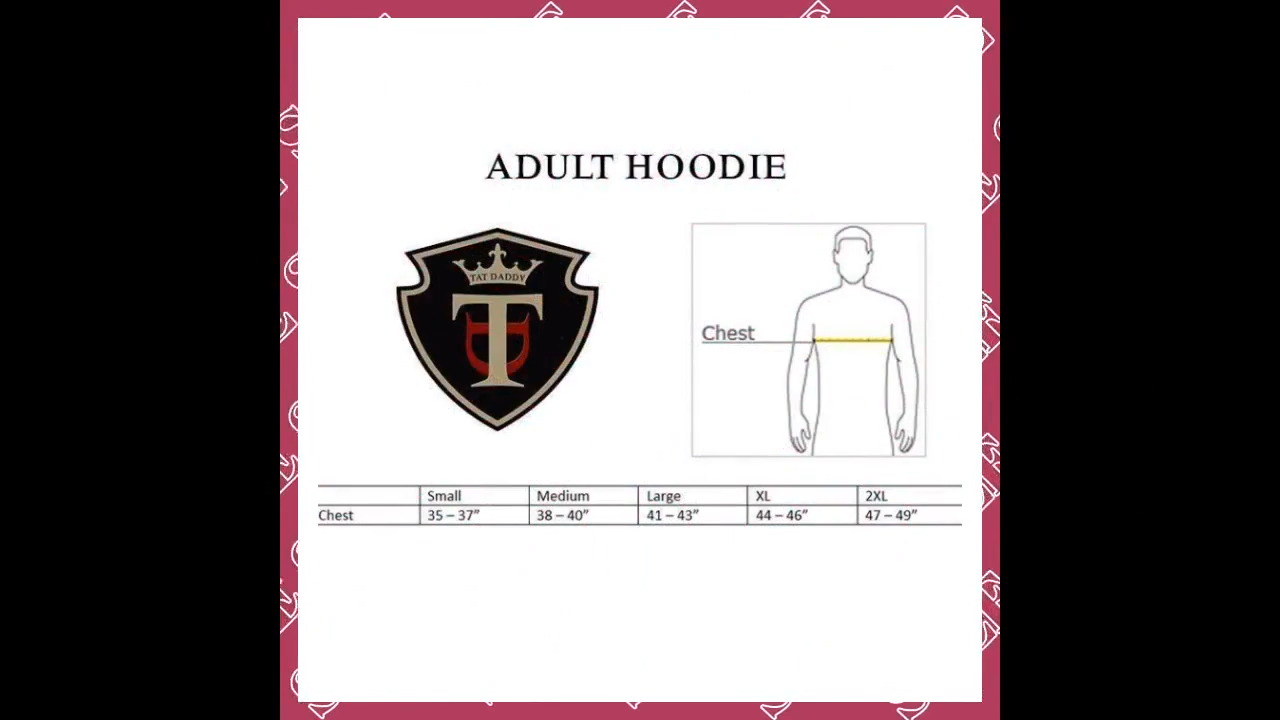 ADULT HOODIE
TAT DADDY
T
Chest
Small Medium Large XL 2XL
Chest 35 – 37” 38 – 40” 41 – 43” 44 – 46” 47 – 49”